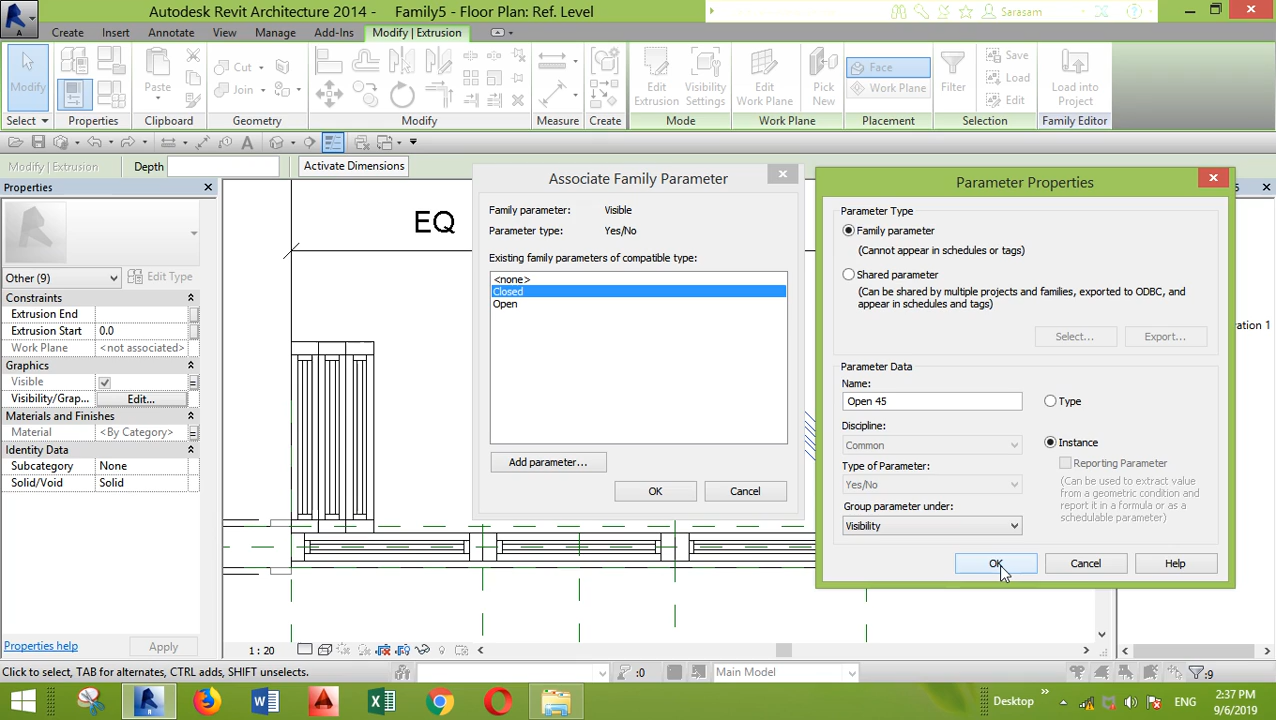 Autodesk Revit Architecture 2014 - Family5 - Floor Plan: Ref. Level
Sarasam
Create Insert Annotate View Manage Add-Ins Modify | Extrusion
Modify
Paste
Cut
Join
Edit Extrusion
Visibility Settings
Edit Work Plane
Pick New
Face
Work Plane
Filter
Save
Load
Edit
Load into Project
Select Properties Clipboard Geometry Modify Measure Create Mode Work Plane Placement Selection Family Editor
Modify | Extrusion Depth Activate Dimensions
Properties
Other (9) Edit Type
Constraints
Extrusion End
Extrusion Start 0.0
Work Plane <not associated>
Graphics
Visible
Visibility/Grap... Edit...
Materials and Finishes
Material <By Category>
Identity Data
Subcategory None
Solid/Void Solid
Properties help Apply
EQ
Associate Family Parameter
Family parameter: Visible
Parameter type: Yes/No
Existing family parameters of compatible type:
<none>
Closed
Open
Add parameter...
OK Cancel
Parameter Properties
Parameter Type
Family parameter
(Cannot appear in schedules or tags)
Shared parameter
(Can be shared by multiple projects and families, exported to ODBC, and
appear in schedules and tags)
Select... Export...
Parameter Data
Name:
Open 45
Type
Discipline:
Common
Instance
Reporting Parameter
Type of Parameter:
Yes/No
(Can be used to extract value
from a geometric condition and
report it in a formula or as a
schedulable parameter)
Group parameter under:
Visibility
OK Cancel Help
ration 1
1 : 20
Click to select, TAB for alternates, CTRL adds, SHIFT unselects.
:0
Main Model
:9
Desktop
ENG
2:37 PM
9/6/2019